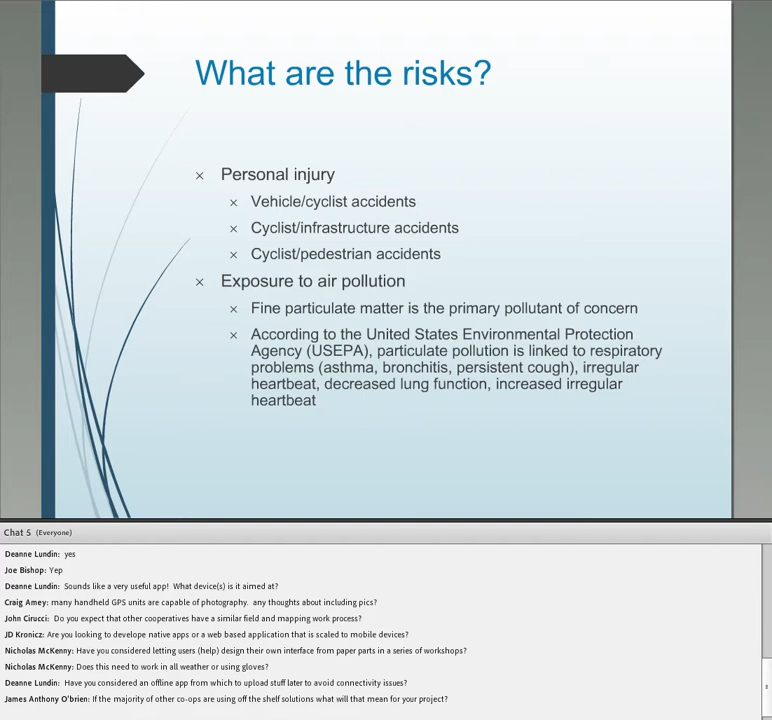 What are the risks?
× Personal injury
× Vehicle/cyclist accidents
× Cyclist/infrastructure accidents
× Cyclist/pedestrian accidents
× Exposure to air pollution
× Fine particulate matter is the primary pollutant of concern
× According to the United States Environmental Protection
Agency (USEPA), particulate pollution is linked to respiratory
problems (asthma, bronchitis, persistent cough), irregular
heartbeat, decreased lung function, increased irregular
heartbeat
Chat 5 (Everyone)
Deanne Lundin: yes
Joe Bishop: Yep
Deanne Lundin: Sounds like a very useful app! What device(s) is it aimed at?
Craig Amey: many handheld GPS units are capable of photography. any thoughts about including pics?
John Cirucci: Do you expect that other cooperatives have a similar field and mapping work process?
JD Kronicz: Are you looking to develope native apps or a web based application that is scaled to mobile devices?
Nicholas McKenny: Have you considered letting users (help) design their own interface from paper parts in a series of workshops?
Nicholas McKenny: Does this need to work in all weather or using gloves?
Deanne Lundin: Have you considered an offline app from which to upload stuff later to avoid connectivity issues?
James Anthony O'brien: If the majority of other co-ops are using off the shelf solutions what will that mean for your project?